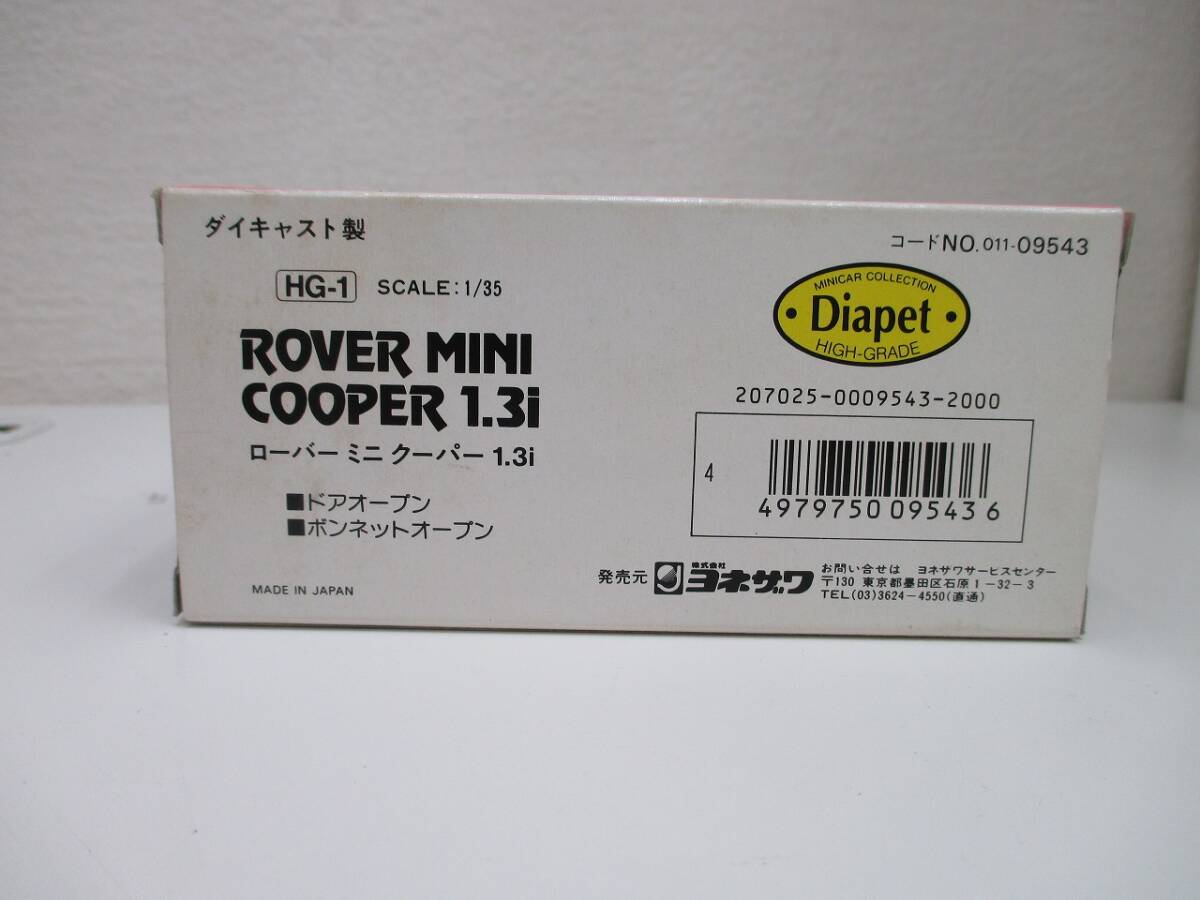 ダイキャスト製
コードNO. 011-09543
HG-1 SCALE:1/35
MINICAR COLLECTION
• Diapet •
HIGH-GRADE
ROVER MINI
COOPER 1.3i
ローバー ミニ クーパー 1.3i
■ドアオープン
■ボンネットオープン
207025-0009543-2000
4
4979750 095436
MADE IN JAPAN
発売元 株式会社 ヨネザワ
お問い合せは ヨネザワサービスセンター
〒130 東京都墨田区石原1-32-3
TEL(03)3624-4550(直通)